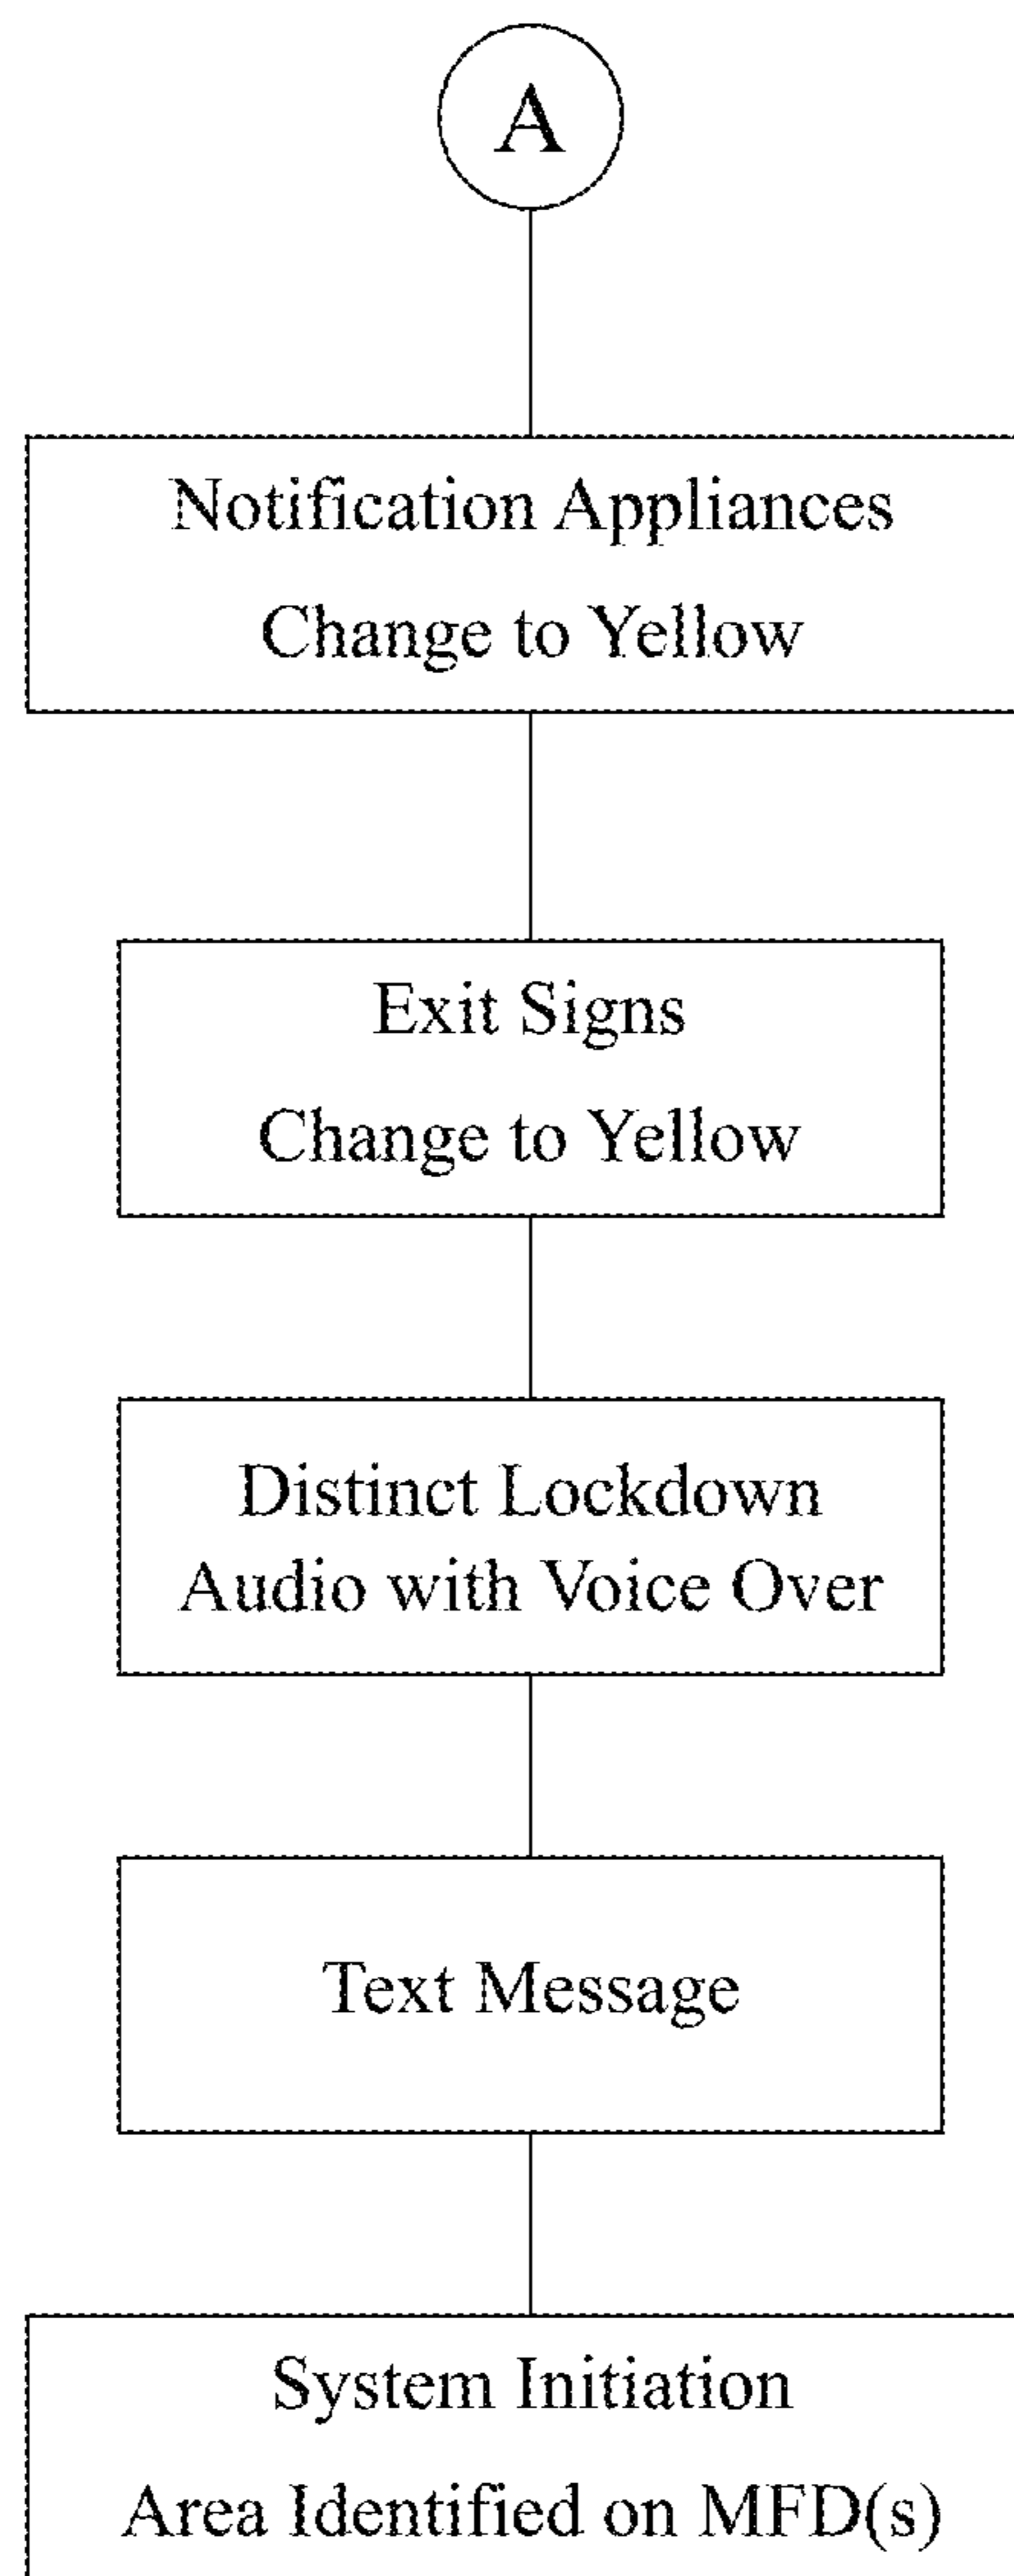 A
Notification Appliances
Change to Yellow
Exit Signs
Change to Yellow
Distinct Lockdown
Audio with Voice Over
Text Message
System Initiation
Area Identified on MFD(s)